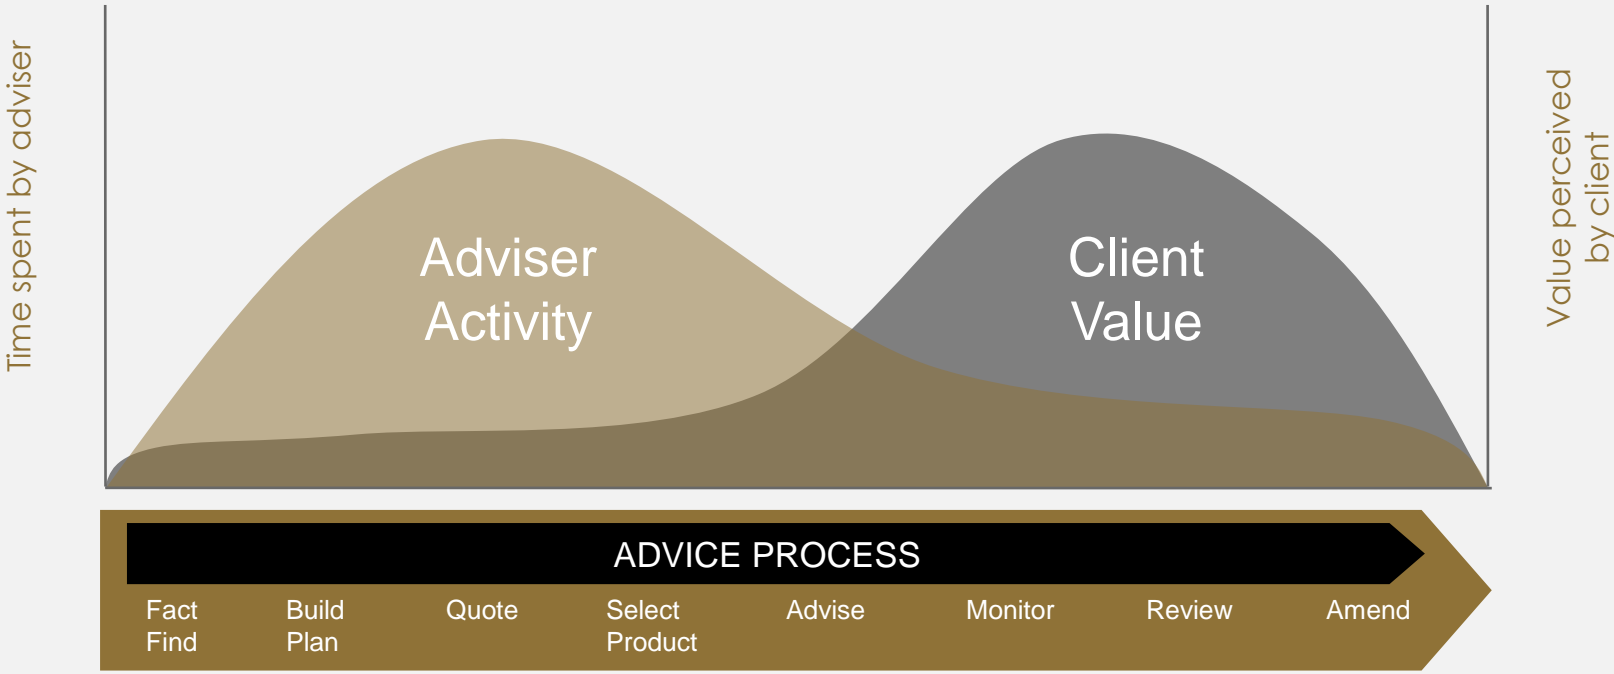 Time spent by adviser
Adviser
Activity
Client
Value
Value perceived
by client
ADVICE PROCESS
Fact
Find
Build
Plan
Quote
Select
Product
Advise
Monitor
Review
Amend